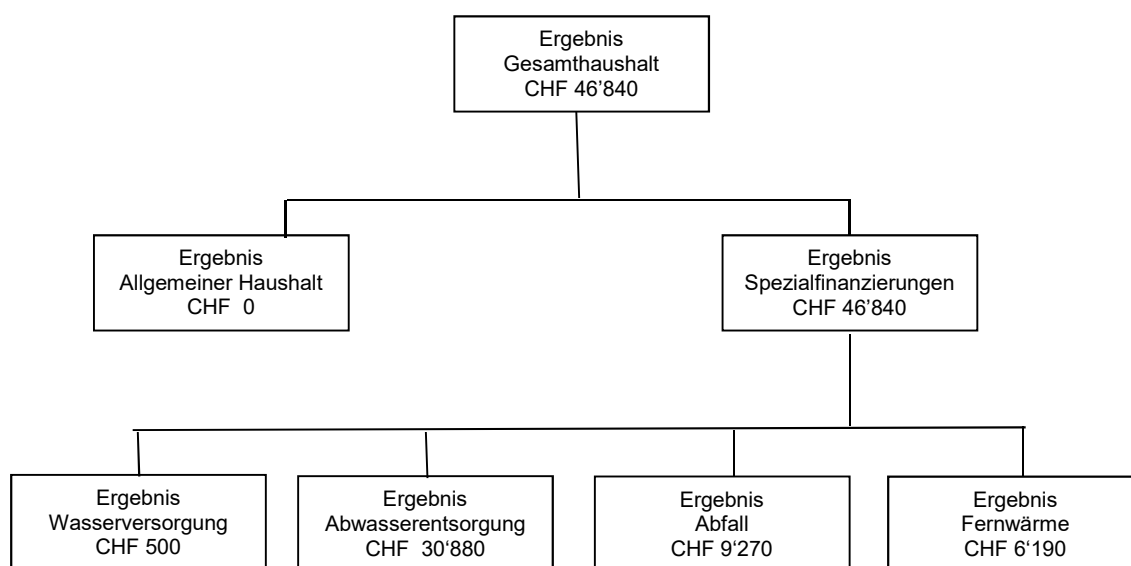 Ergebnis
Gesamthaushalt
CHF 46’840
Ergebnis
Allgemeiner Haushalt
CHF  0
Ergebnis
Spezialfinanzierungen
CHF 46’840
Ergebnis
Wasserversorgung
CHF 500
Ergebnis
Abwasserentsorgung
CHF  30‘880
Ergebnis
Abfall
CHF 9‘270
Ergebnis
Fernwärme
CHF 6‘190